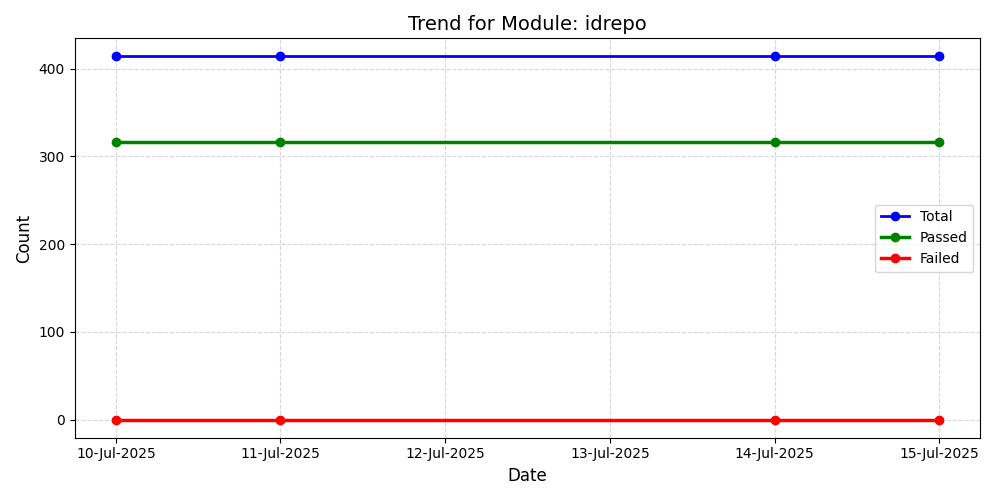 Trend for Module: idrepo
Count
400
300
200
100
0
Total
Passed
Failed
10-Jul-2025
11-Jul-2025
12-Jul-2025
13-Jul-2025
14-Jul-2025
15-Jul-2025
Date